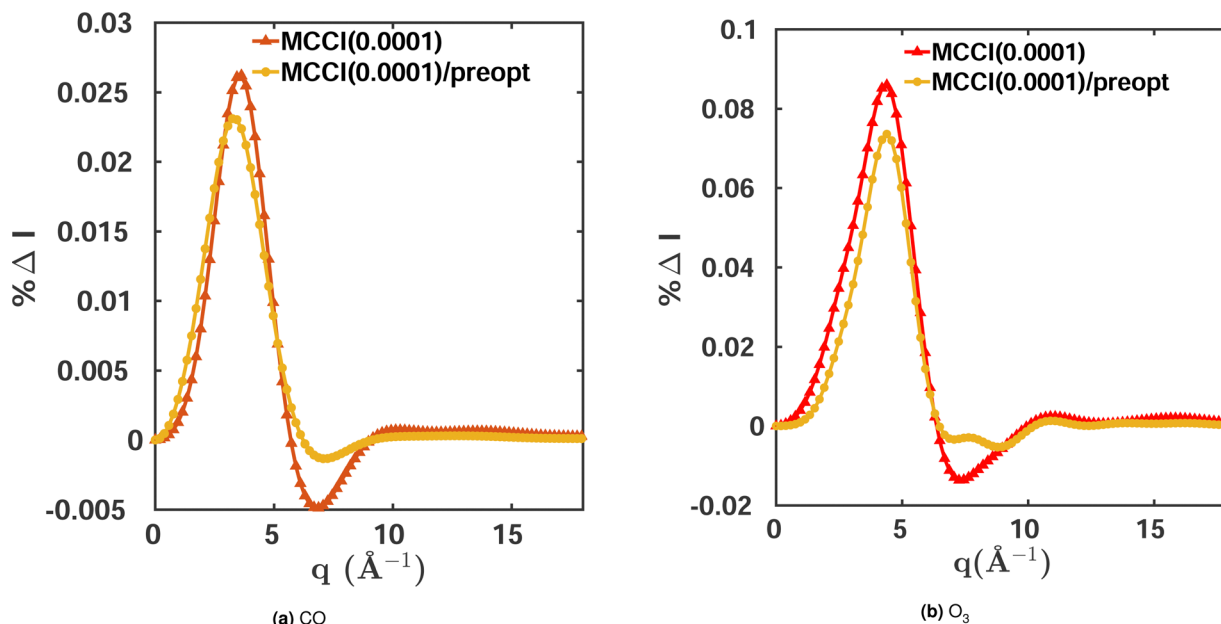 0.03
0.025
0.02
0.015
0.01
0.005
0
-0.005
% Δ I
MCCI(0.0001)
MCCI(0.0001)/preopt
0 5 10 15
q (Å⁻¹)
(a) CO
0.1
0.08
0.06
0.04
0.02
0
-0.02
% Δ I
MCCI(0.0001)
MCCI(0.0001)/preopt
0 5 10 15
q(Å⁻¹)
(b) O₃